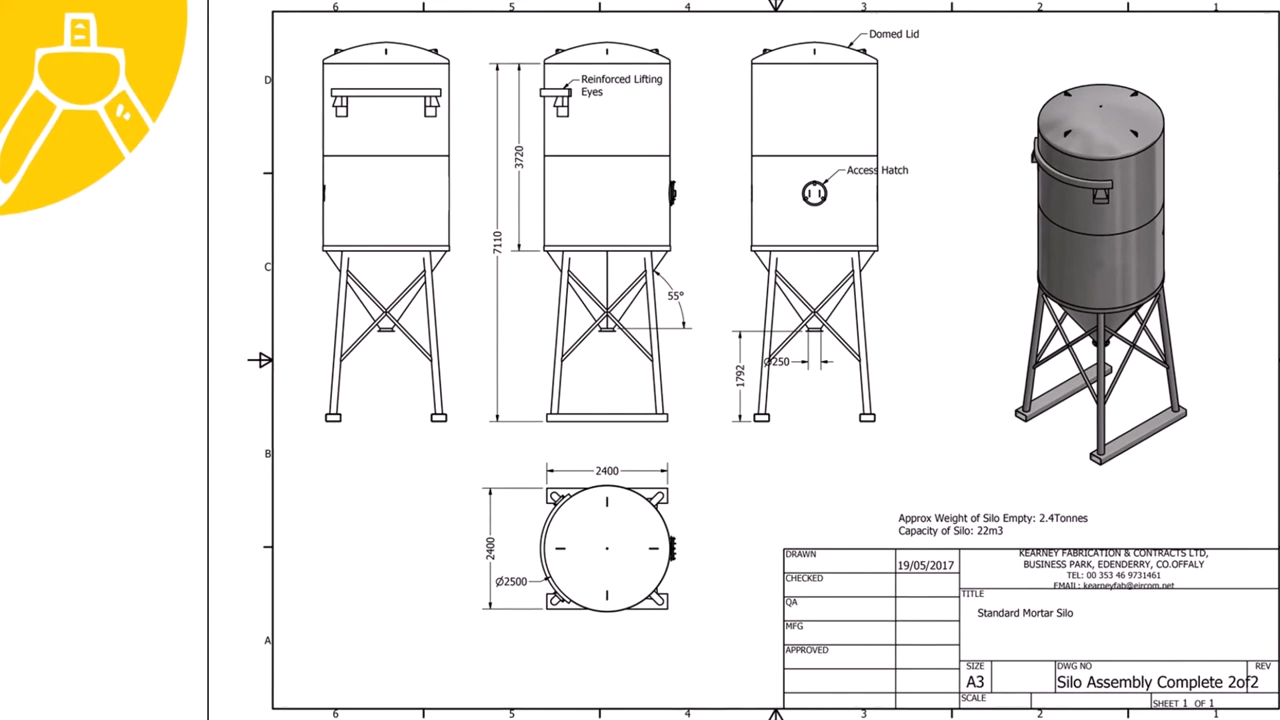 6 5 4 3 2 1
Domed Lid
D
Reinforced Lifting
Eyes
3720
Access Hatch
7110
C
55°
Ø250
1792
B
2400
2400
Ø2500
Approx Weight of Silo Empty: 2.4Tonnes
Capacity of Silo: 22m3
DRAWN
19/05/2017
CHECKED
QA
MFG
APPROVED
KEARNEY FABRICATION & CONTRACTS LTD,
BUSINESS PARK, EDENDERRY, CO.OFFALY
TEL: 00 353 46 9731461
EMAIL: kearneyfab@eircom.net
TITLE
Standard Mortar Silo
A
SIZE
A3
DWG NO
Silo Assembly Complete 2of2
REV
SCALE
SHEET 1 OF 1
6 5 4 3 2 1